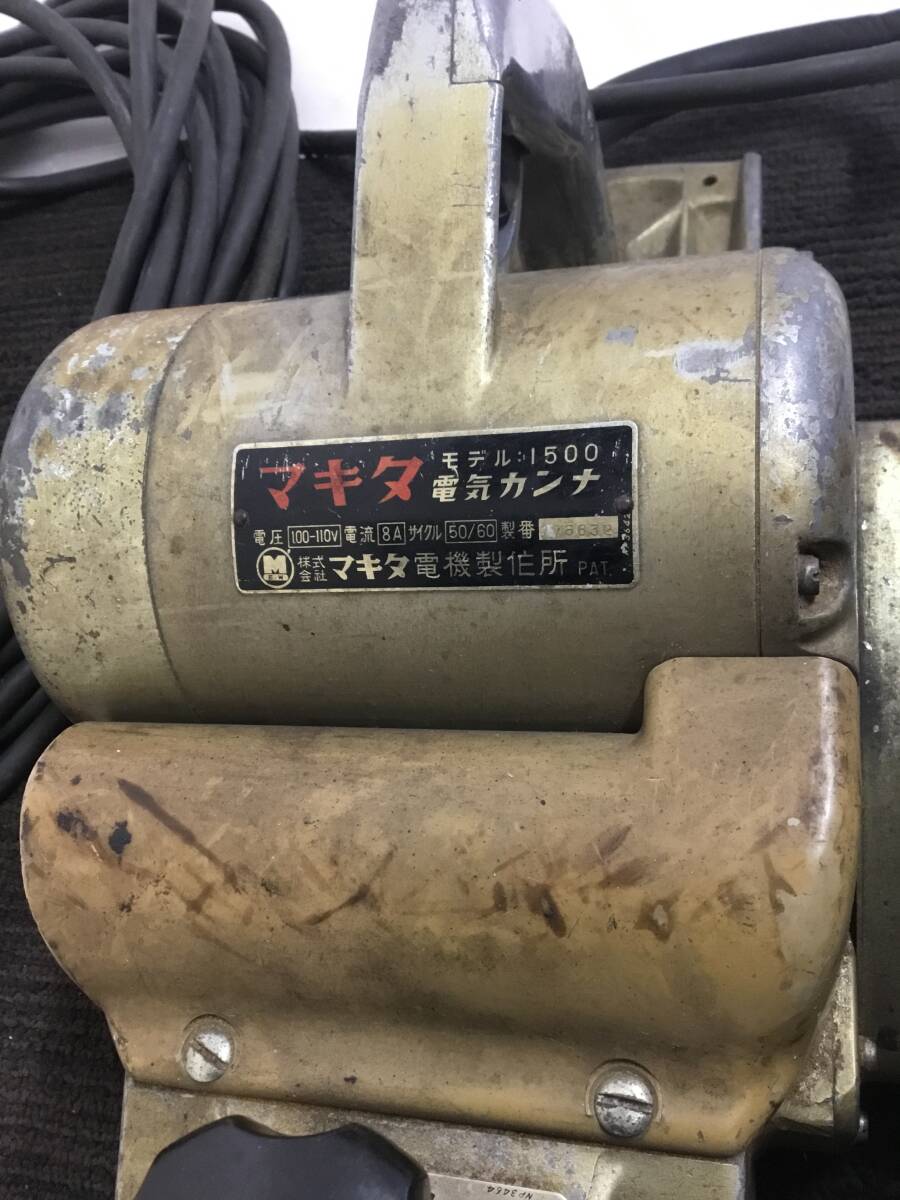 マキタ モデル:1500
電気カンナ
電圧 100-110V 電流 8A サイクル 50/60 製番
M 株式会社 マキタ電機製作所 PAT.
NP3464